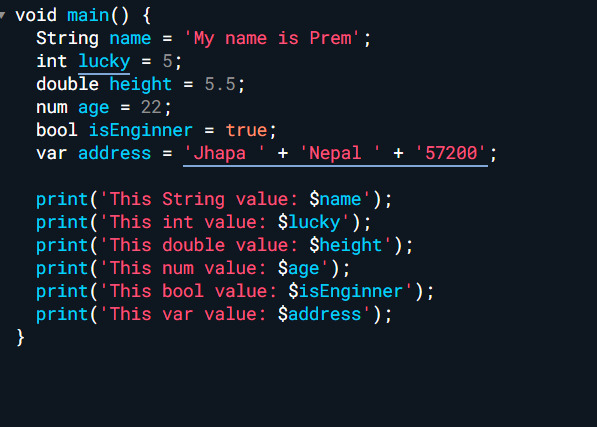 void main() {
  String name = 'My name is Prem';
  int lucky = 5;
  double height = 5.5;
  num age = 22;
  bool isEnginner = true;
  var address = 'Jhapa ' + 'Nepal ' + '57200';

  print('This String value: $name');
  print('This int value: $lucky');
  print('This double value: $height');
  print('This num value: $age');
  print('This bool value: $isEnginner');
  print('This var value: $address');
}